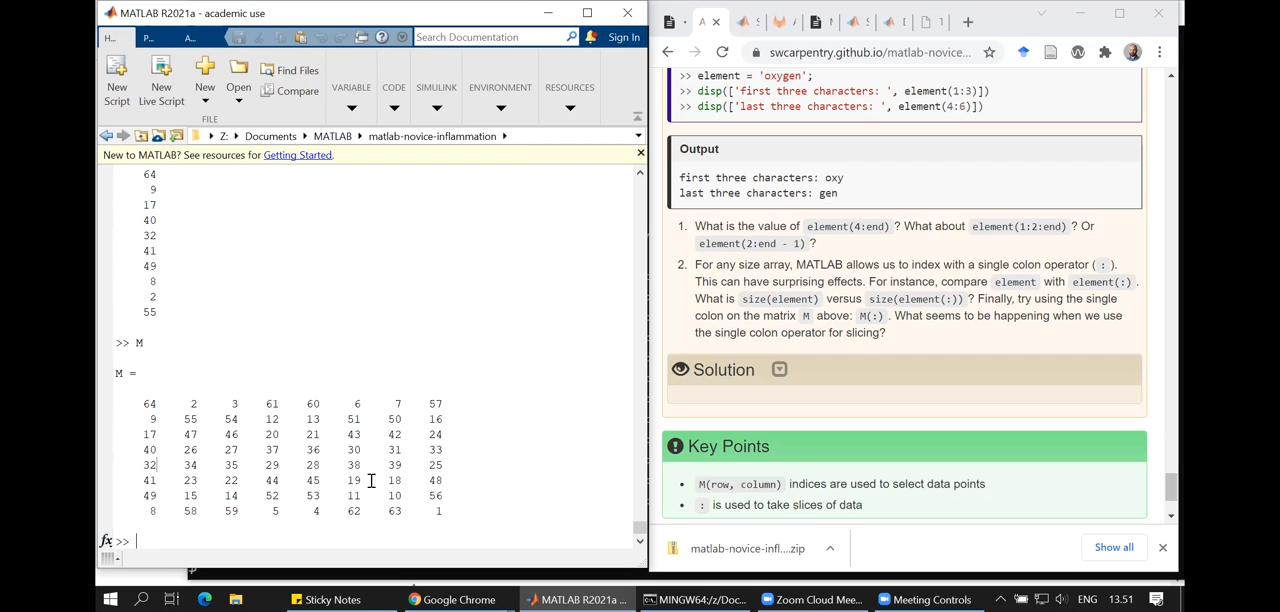 MATLAB R2021a - academic use
H...
P...
A...
Search Documentation
Sign In
New Script
New Live Script
New
Open
Find Files
Compare
FILE
VARIABLE
CODE
SIMULINK
ENVIRONMENT
RESOURCES
Z: Documents MATLAB matlab-novice-inflammation
New to MATLAB? See resources for Getting Started.
64
9
17
40
32
41
49
8
2
55
>> M
M =
64 2 3 61 60 6 7 57
9 55 54 12 13 51 50 16
17 47 46 20 21 43 42 24
40 26 27 37 36 30 31 33
32 34 35 29 28 38 39 25
41 23 22 44 45 19 18 48
49 15 14 52 53 11 10 56
8 58 59 5 4 62 63 1
fx >>
swcarpentry.github.io/matlab-novice...
>> element = 'oxygen';
>> disp(['first three characters: ', element(1:3)])
>> disp(['last three characters: ', element(4:6)])
Output
first three characters: oxy
last three characters: gen
1. What is the value of element(4:end) ? What about element(1:2:end) ? Or
element(2:end - 1) ?
2. For any size array, MATLAB allows us to index with a single colon operator ( : ).
This can have surprising effects. For instance, compare element with element(:) .
What is size(element) versus size(element(:)) ? Finally, try using the single
colon on the matrix M above: M(:) . What seems to be happening when we use
the single colon operator for slicing?
Solution
Key Points
M(row, column) indices are used to select data points
: is used to take slices of data
matlab-novice-infl....zip
Show all
Sticky Notes
Google Chrome
MATLAB R2021a ...
MINGW64:/z/Doc...
Zoom Cloud Mee...
Meeting Controls
ENG
13.51